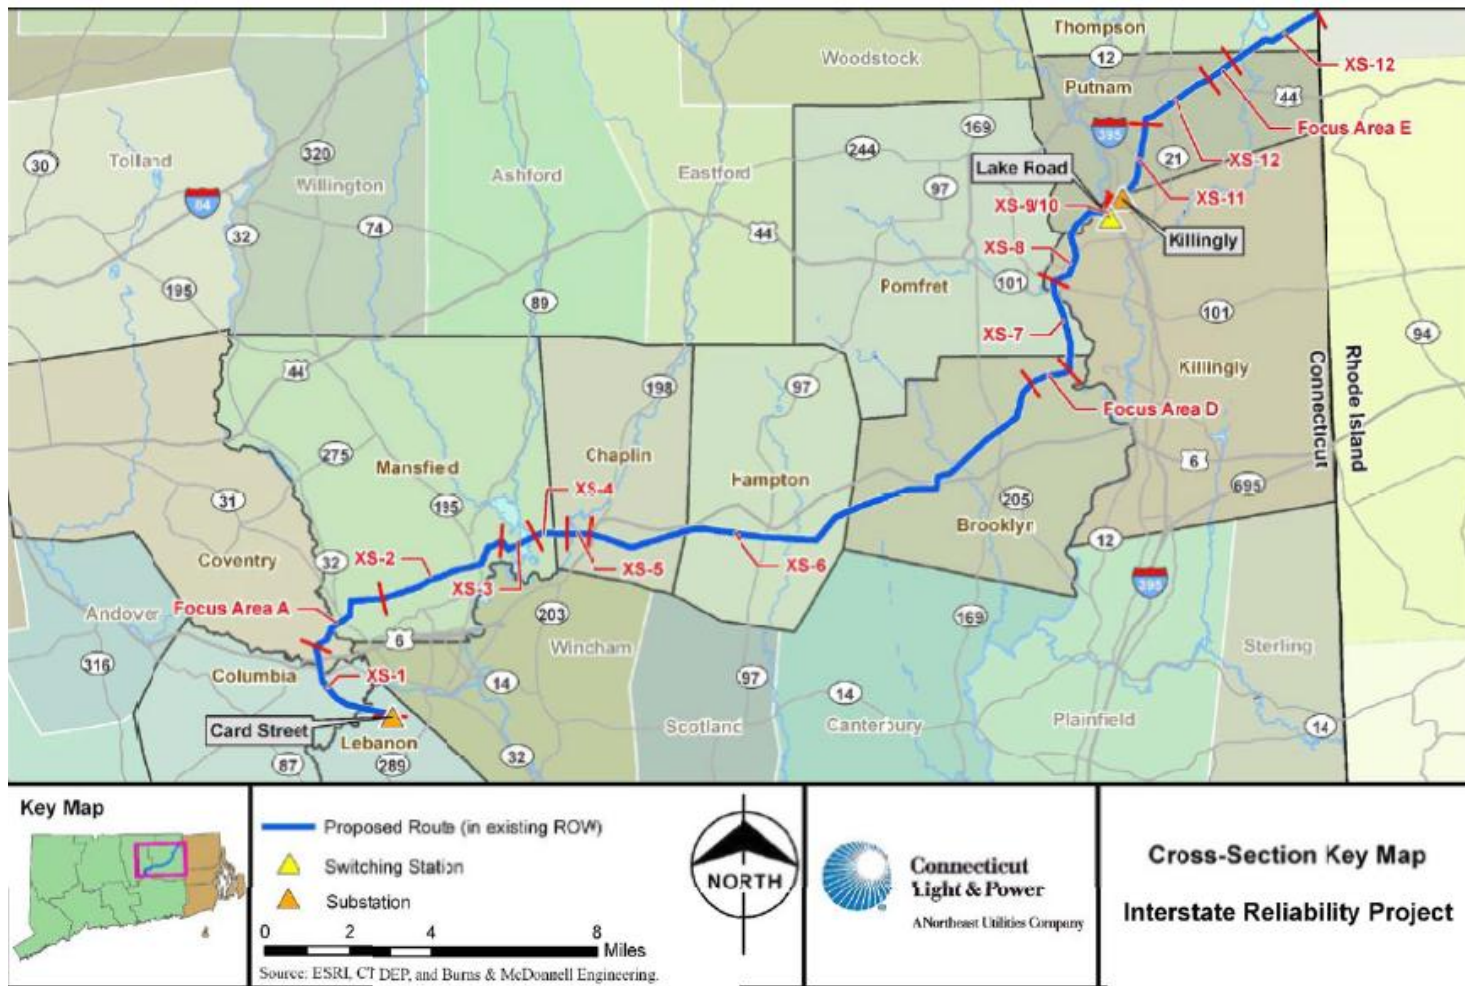 Thompson
12
Woodstock
XS-12
Putnam
44
169
395
Focus Area E
30
Tolland
320
244
21
XS-12
Willington
Ashford
Eastford
Lake Road
97
XS-11
84
XS-9/10
74
32
44
Killingly
XS-8
195
89
Pomfret
101
101
XS-7
94
Rhode Island
Connecticut
44
198
97
Killingly
Focus Area D
275
Mansfield
Chaplin
Hampton
6
31
195
XS-4
205
695
Brooklyn
12
Coventry
32
XS-2
XS-3
XS-5
XS-6
395
Andover
Focus Area A
203
169
6
Wincham
Sterling
316
Columbia
XS-1
14
97
14
Scotland
Canterbury
Plainfield
14
Card Street
Lebanon
32
87
289
Key Map
Proposed Route (in existing ROW)
Switching Station
Substation
0 2 4 8
Miles
Source: ESRI, CT DEP, and Burns & McDonnell Engineering.
NORTH
Connecticut
Light & Power
A Northeast Utilities Company
Cross-Section Key Map
Interstate Reliability Project